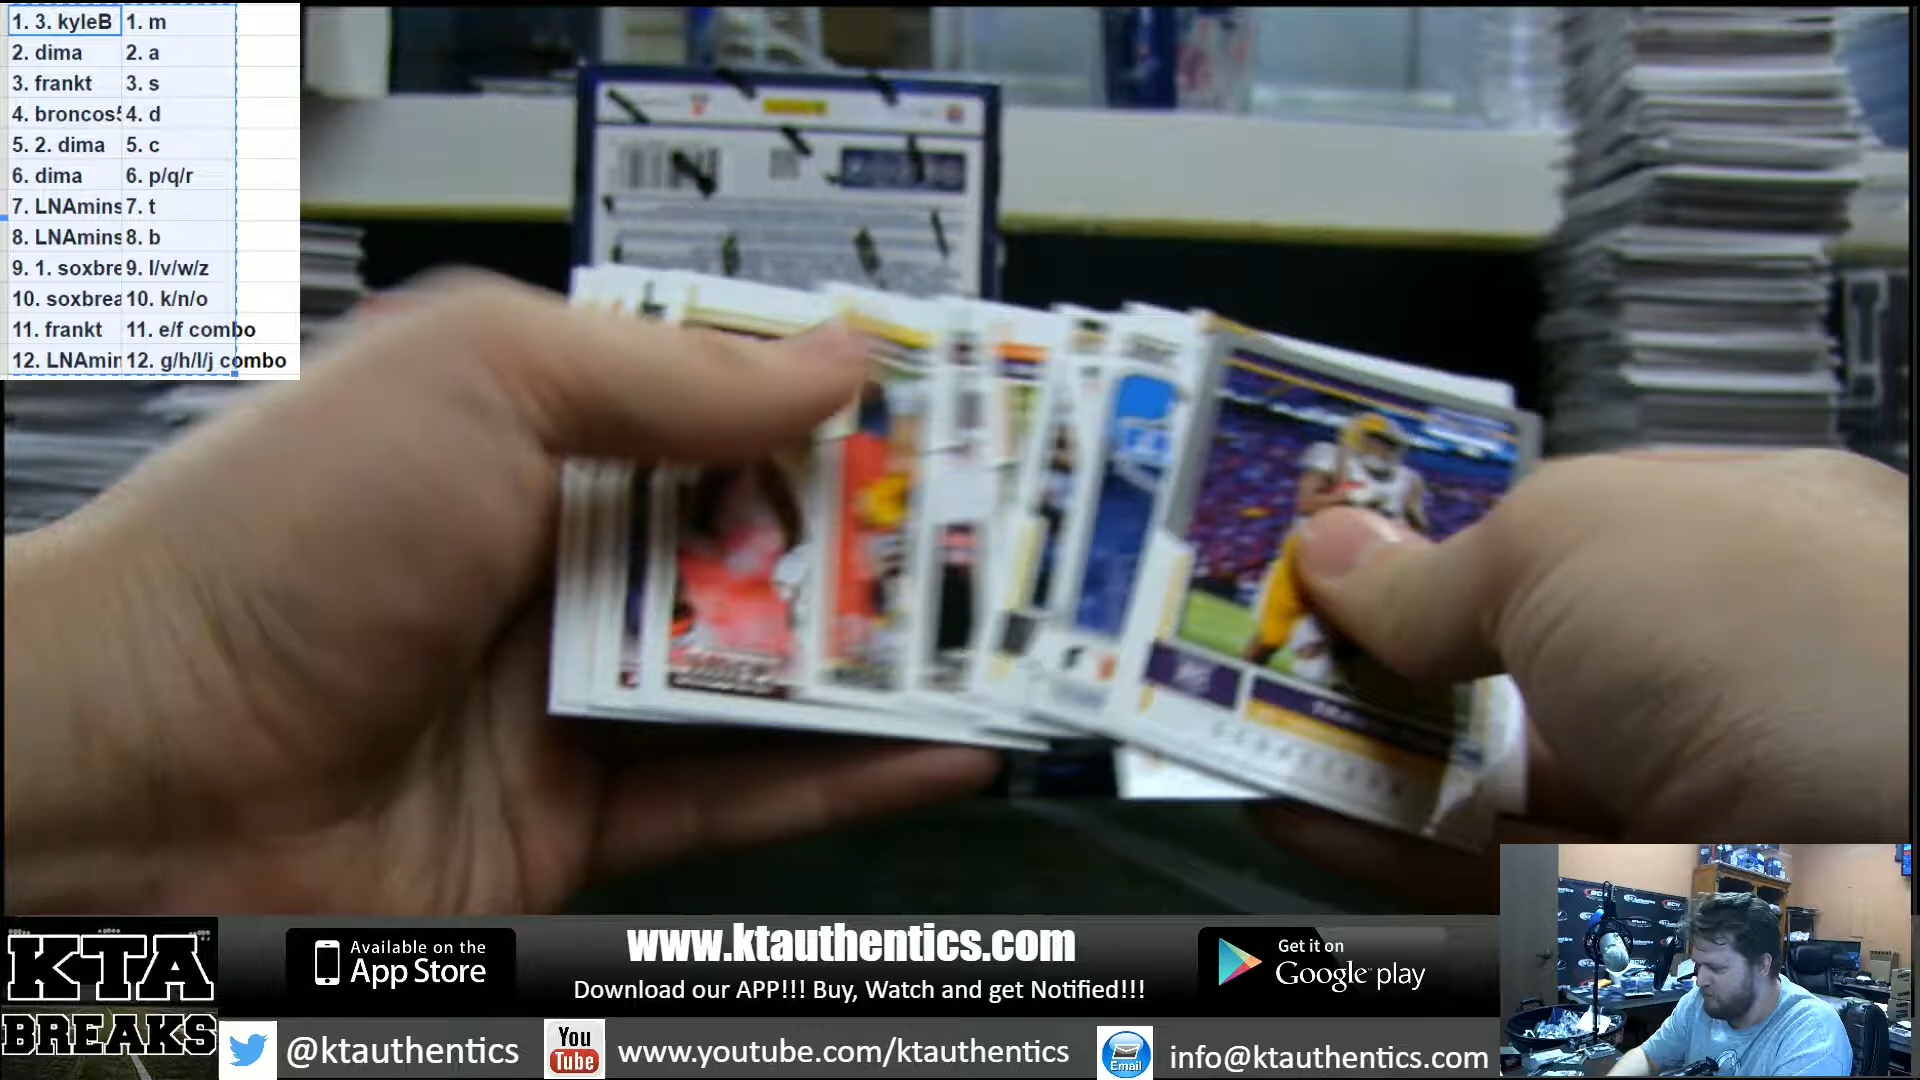 1. 3. kyleB 1. m
2. dima 2. a
3. frankt 3. s
4. broncos5 4. d
5. 2. dima 5. c
6. dima 6. p/q/r
7. LNAmins 7. t
8. LNAmins 8. b
9. 1. soxbre 9. l/v/w/z
10. soxbrea 10. k/n/o
11. frankt 11. e/f combo
12. LNAmin 12. g/h/l/j combo
KTA
BREAKS
Available on the
App Store
www.ktauthentics.com
Download our APP!!! Buy, Watch and get Notified!!!
Get it on
Google play
@ktauthentics
You
Tube
www.youtube.com/ktauthentics
Email
info@ktauthentics.com